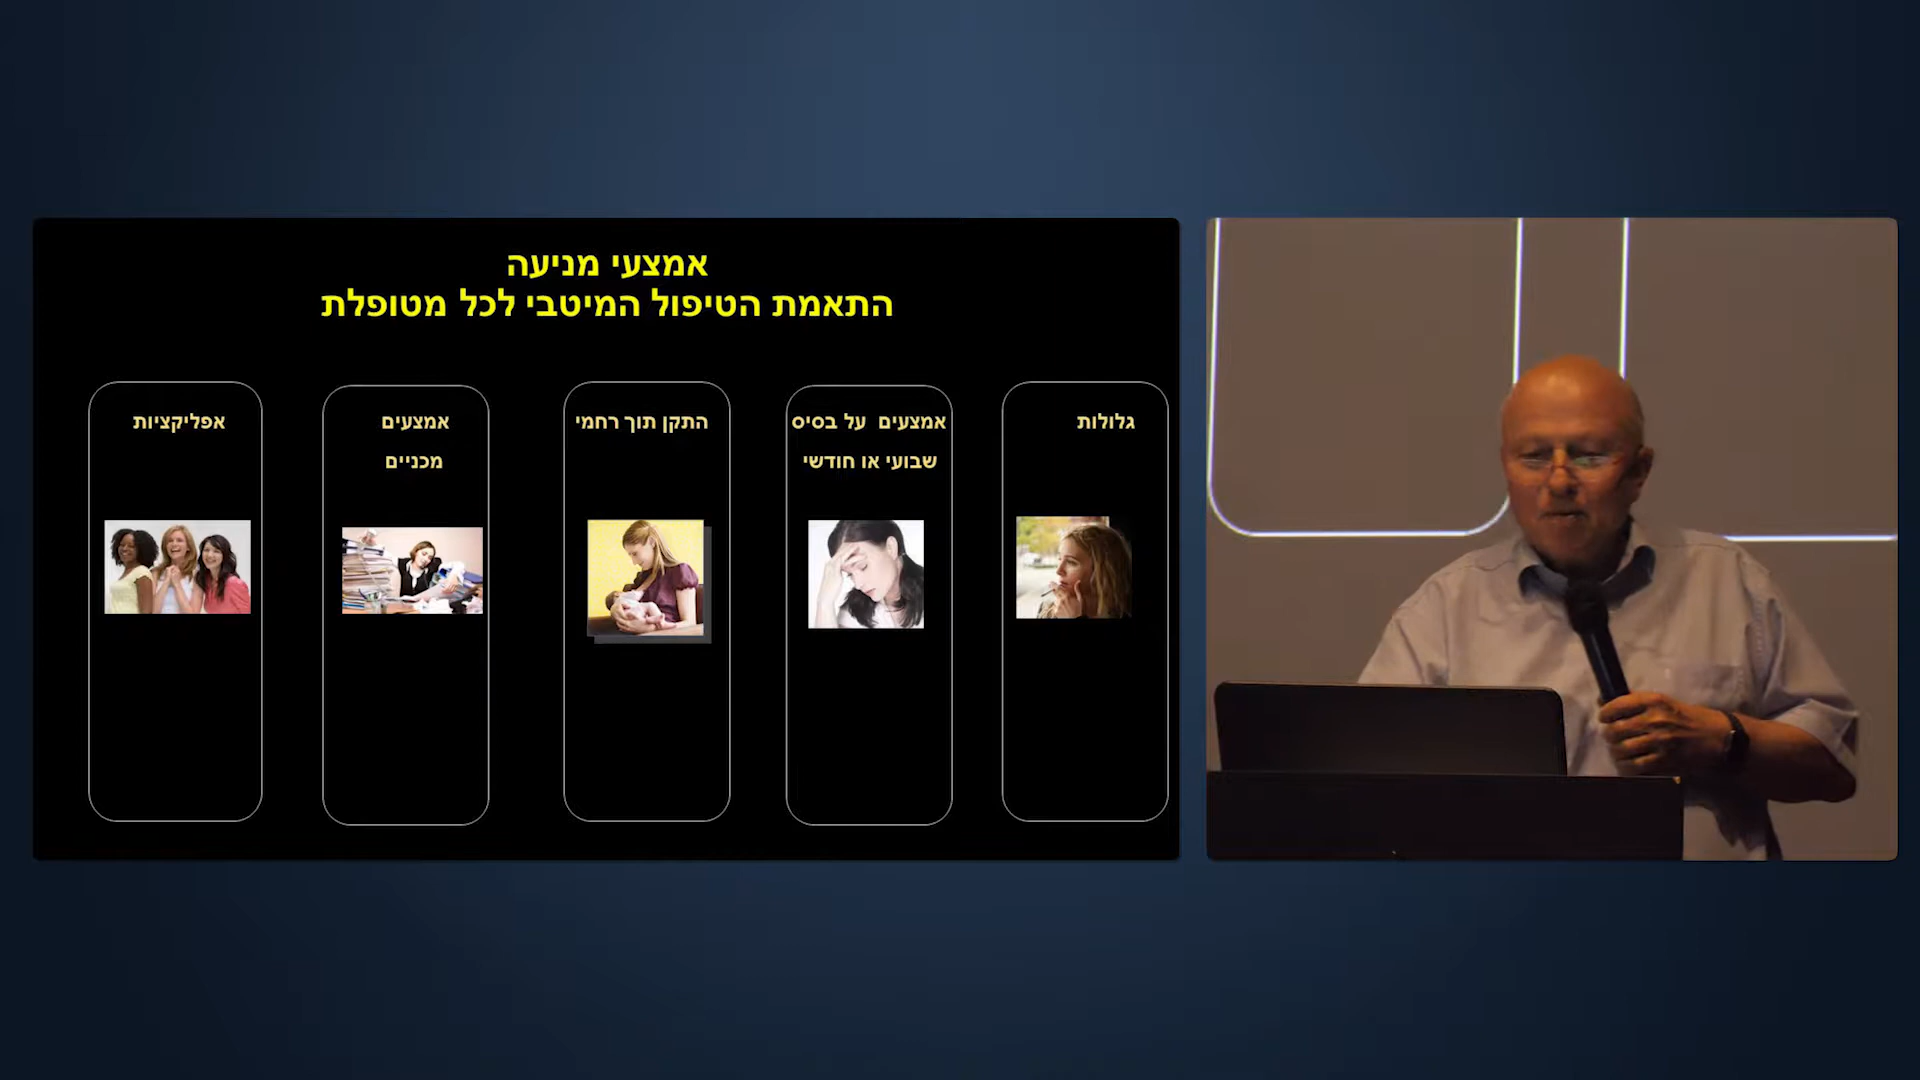 אמצעי מניעה
התאמת הטיפול המיטבי לכל מטופלת
גלולות
אמצעים על בסיס
שבועי או חודשי
התקן תוך רחמי
אמצעים
מכניים
אפליקציות